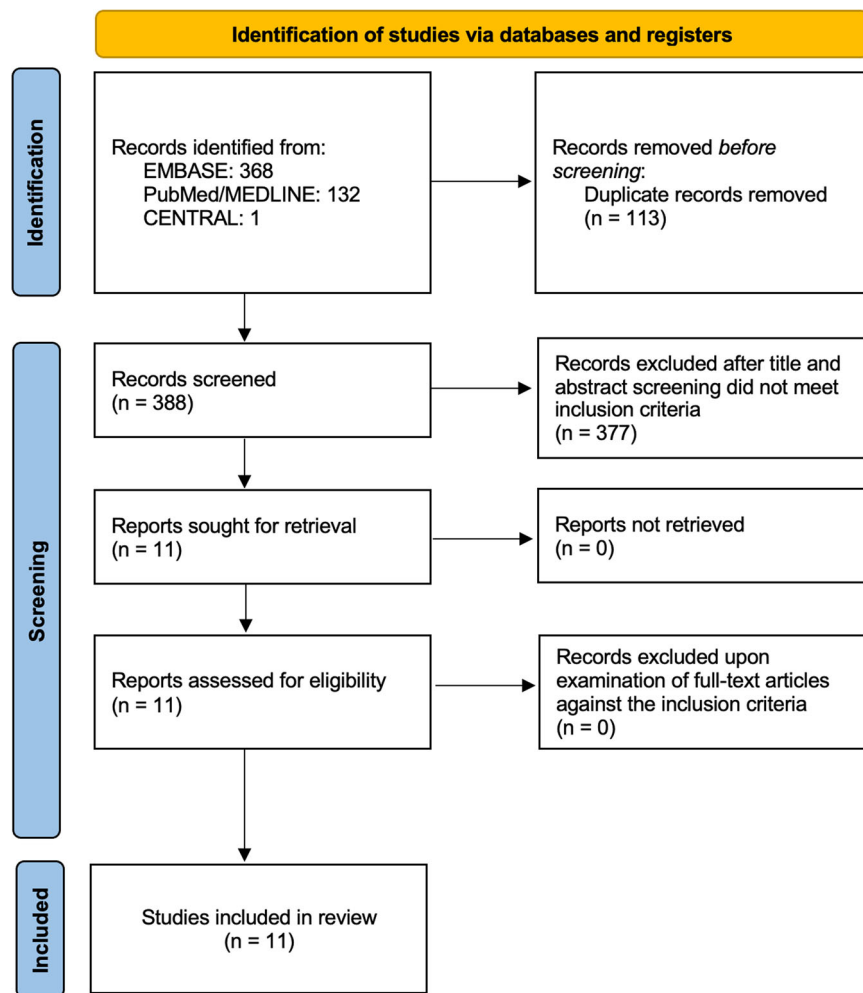 Identification of studies via databases and registers
Identification
Records identified from:
EMBASE: 368
PubMed/MEDLINE: 132
CENTRAL: 1
Records removed before
screening:
Duplicate records removed
(n = 113)
Screening
Records screened
(n = 388)
Records excluded after title and
abstract screening did not meet
inclusion criteria
(n = 377)
Reports sought for retrieval
(n = 11)
Reports not retrieved
(n = 0)
Reports assessed for eligibility
(n = 11)
Records excluded upon
examination of full-text articles
against the inclusion criteria
(n = 0)
Included
Studies included in review
(n = 11)